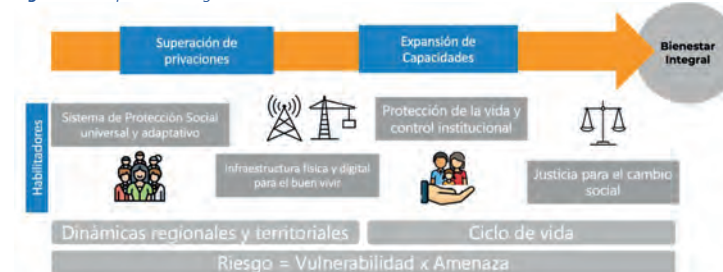 Superación de
privaciones
Expansión de
Capacidades
Bienestar
Integral
Habilitadores
Sistema de Protección Social
universal y adaptativo
Infraestructura física y digital
para el buen vivir
Protección de la vida y
control institucional
Justicia para el cambio
social
Dinámicas regionales y territoriales
Ciclo de vida
Riesgo = Vulnerabilidad x Amenaza